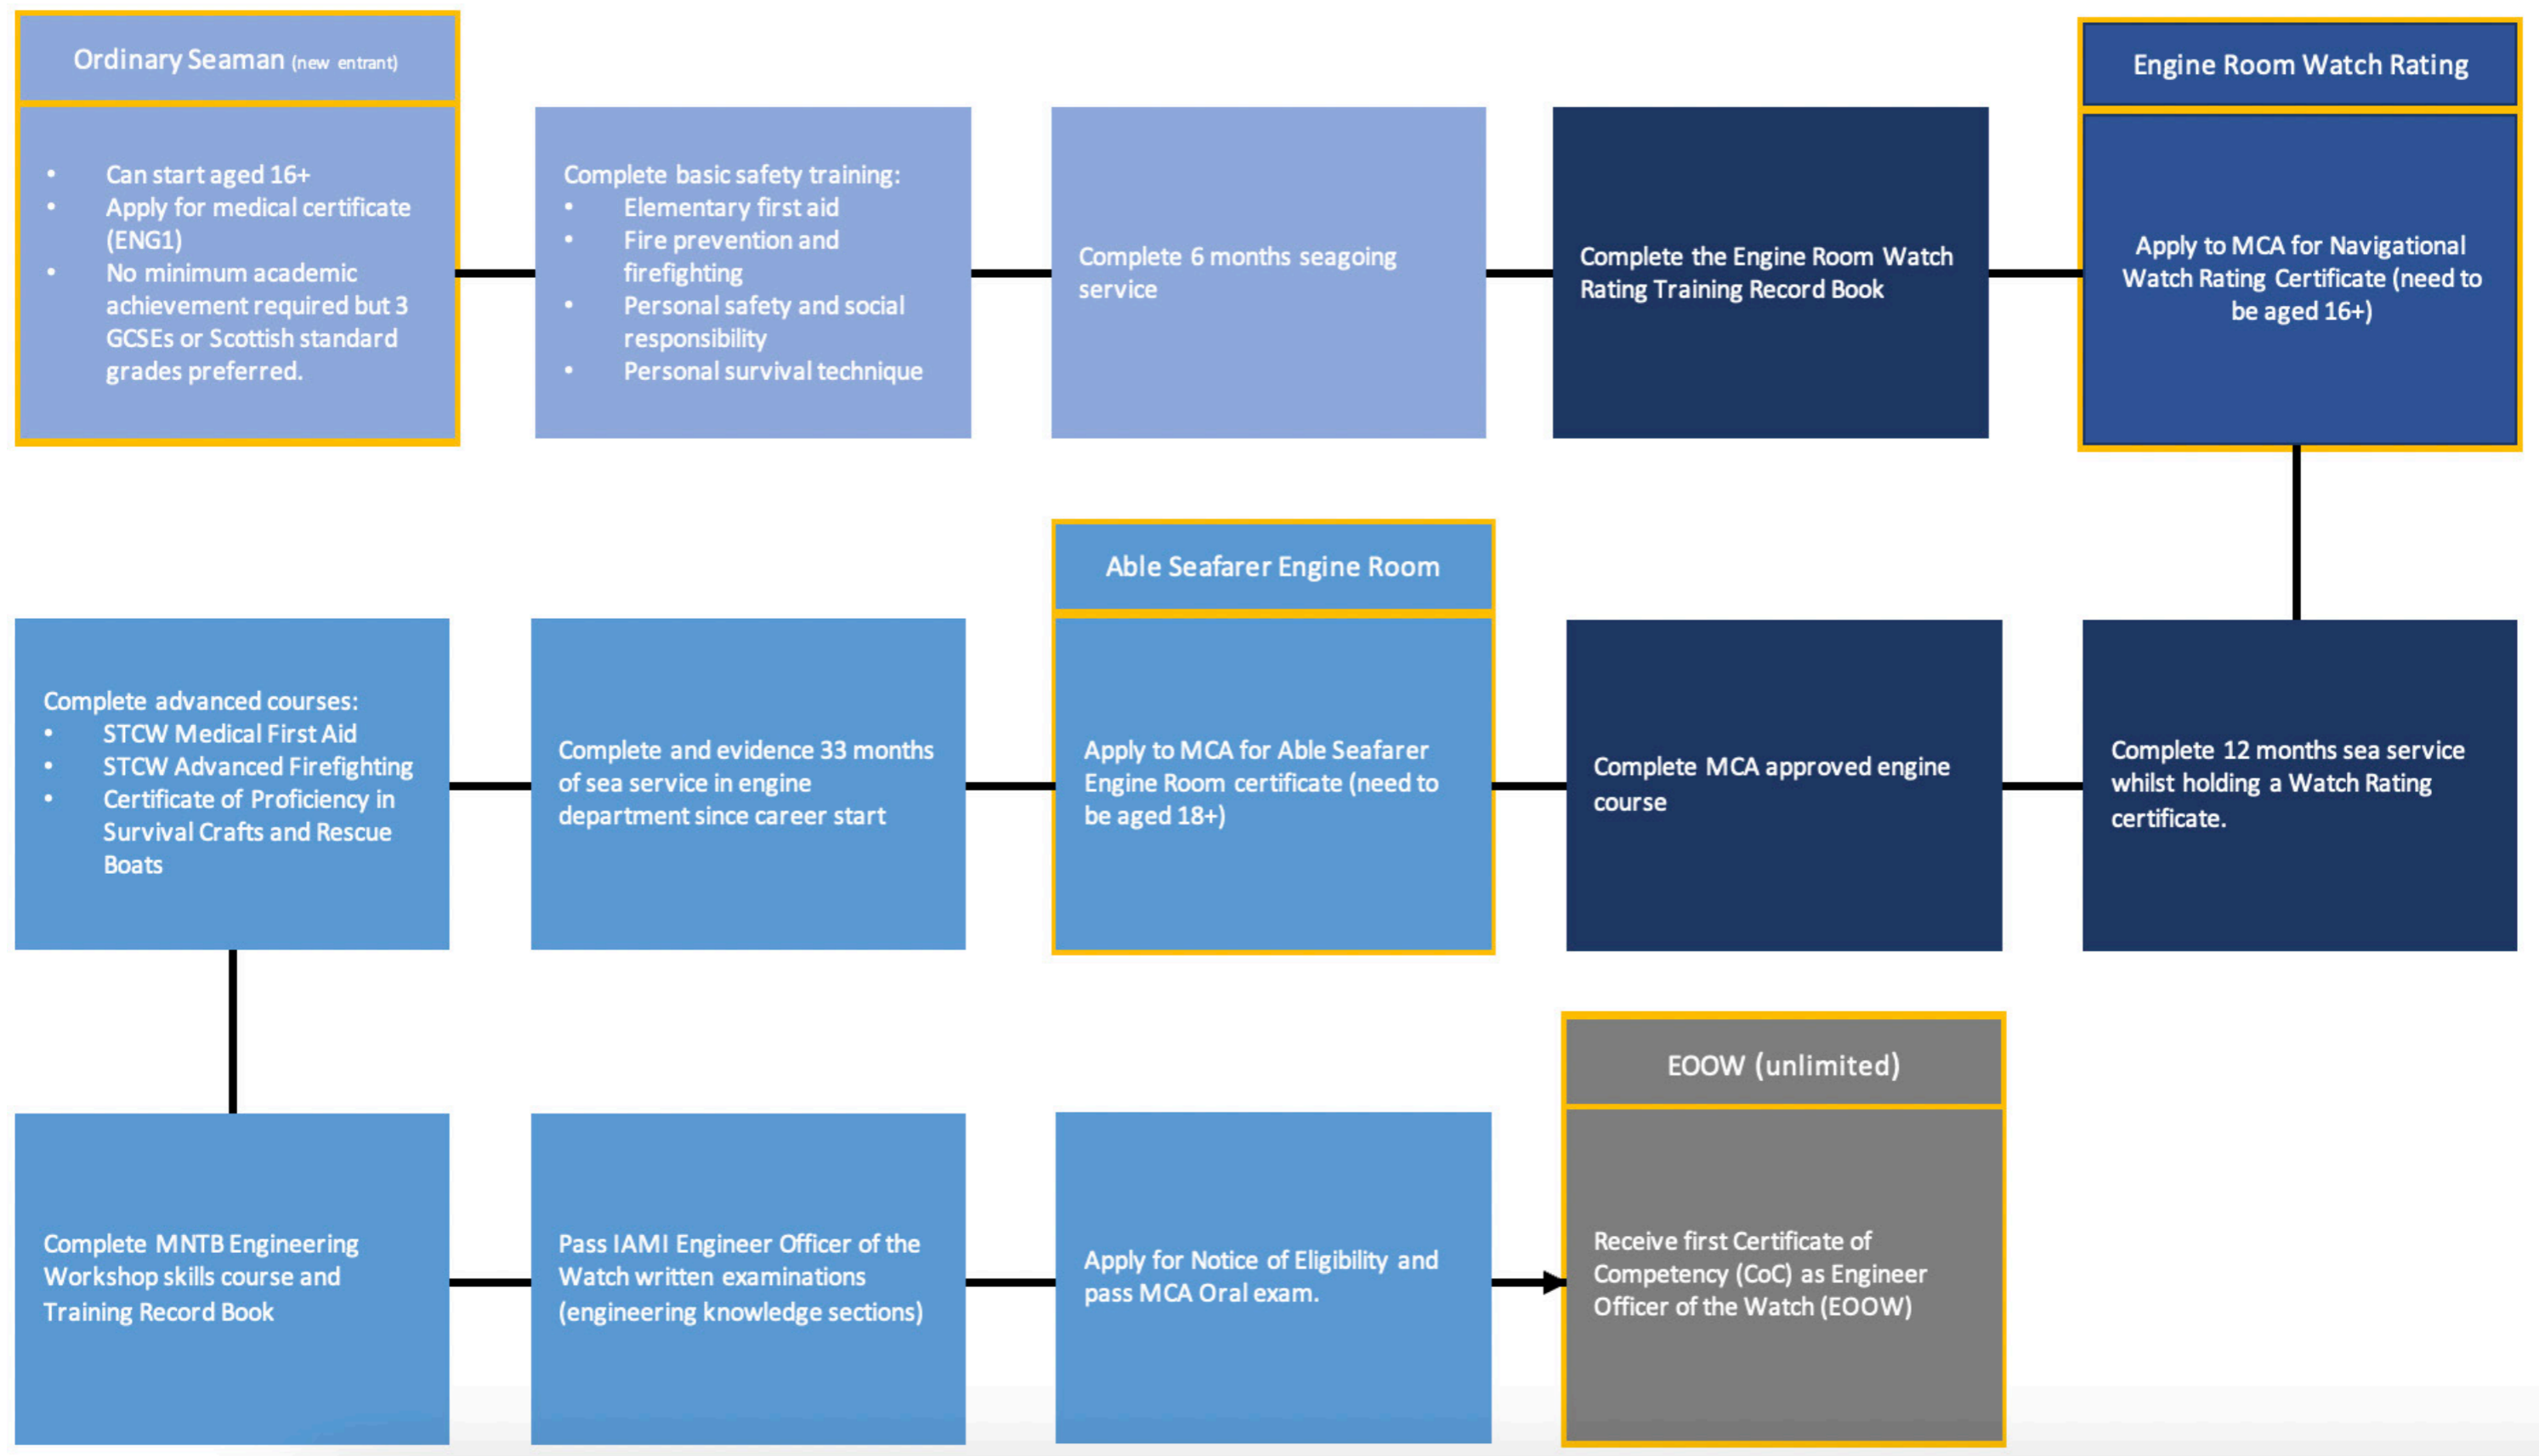 Ordinary Seaman (new entrant)
• Can start aged 16+
• Apply for medical certificate
(ENG1)
• No minimum academic
achievement required but 3
GCSEs or Scottish standard
grades preferred.
Complete basic safety training:
• Elementary first aid
• Fire prevention and
firefighting
• Personal safety and social
responsibility
• Personal survival technique
Complete 6 months seagoing
service
Complete the Engine Room Watch
Rating Training Record Book
Engine Room Watch Rating
Apply to MCA for Navigational
Watch Rating Certificate (need to
be aged 16+)
Complete 12 months sea service
whilst holding a Watch Rating
certificate.
Complete MCA approved engine
course
Able Seafarer Engine Room
Apply to MCA for Able Seafarer
Engine Room certificate (need to
be aged 18+)
Complete and evidence 33 months
of sea service in engine
department since career start
Complete advanced courses:
• STCW Medical First Aid
• STCW Advanced Firefighting
• Certificate of Proficiency in
Survival Crafts and Rescue
Boats
Complete MNTB Engineering
Workshop skills course and
Training Record Book
Pass IAMI Engineer Officer of the
Watch written examinations
(engineering knowledge sections)
Apply for Notice of Eligibility and
pass MCA Oral exam.
EOOW (unlimited)
Receive first Certificate of
Competency (CoC) as Engineer
Officer of the Watch (EOOW)